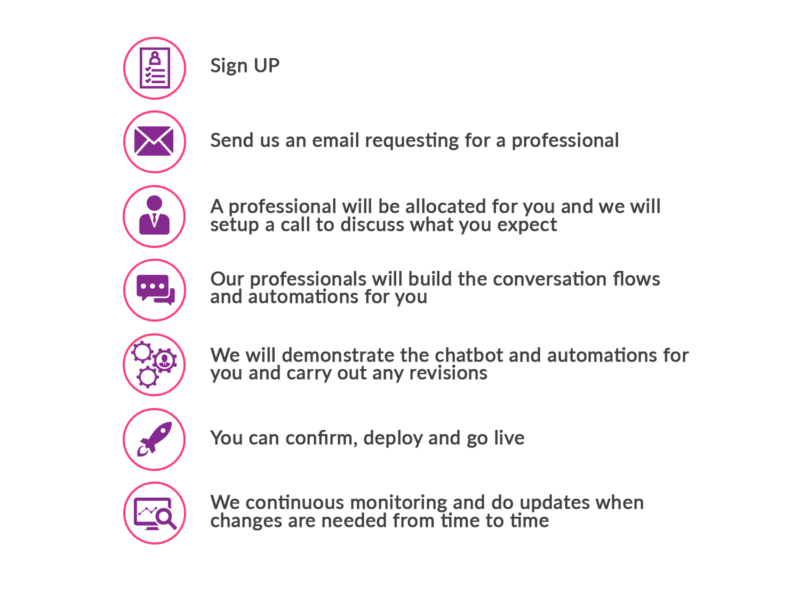 Sign UP
Send us an email requesting for a professional
A professional will be allocated for you and we will
setup a call to discuss what you expect
Our professionals will build the conversation flows
and automations for you
We will demonstrate the chatbot and automations for
you and carry out any revisions
You can confirm, deploy and go live
We continuous monitoring and do updates when
changes are needed from time to time